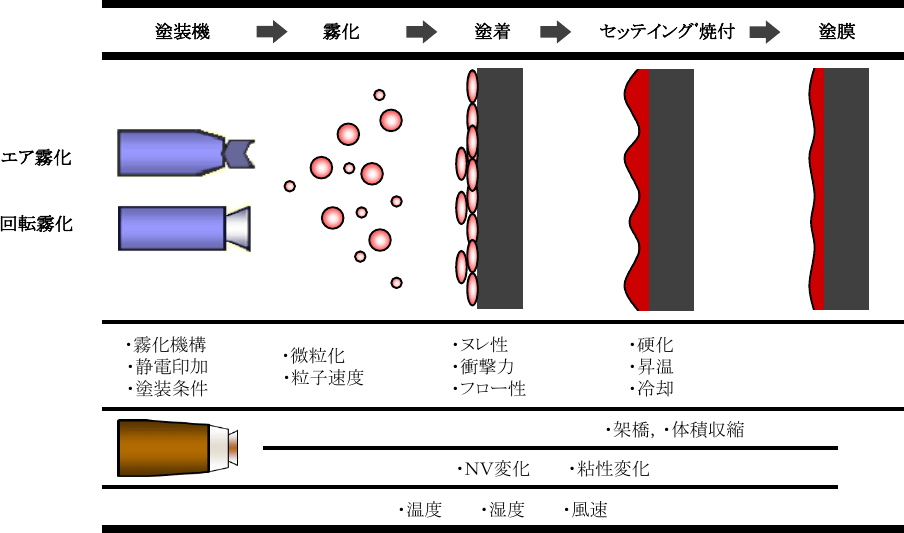 塗装機 霧化 塗着 セッテイング゙焼付 塗膜
エア霧化
回転霧化
・霧化機構
・静電印加
・塗装条件
・微粒化
・粒子速度
・ヌレ性
・衝撃力
・フロー性
・硬化
・昇温
・冷却
・架橋, ・体積収縮
・NV変化 ・粘性変化
・温度 ・湿度 ・風速